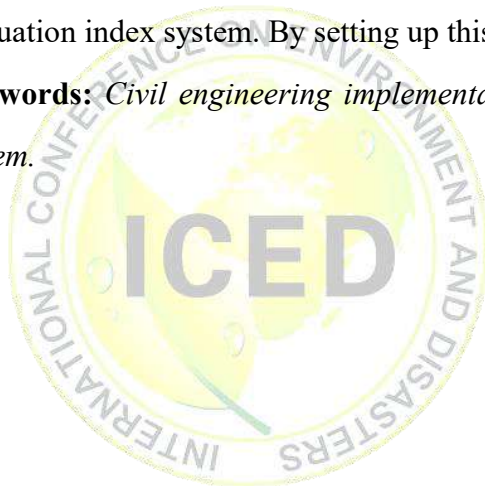 uation index system. By setting up this
words: Civil engineering implementa
em.
INTERNATIONAL CONFERENCE ON ENVIRONMENT AND DISASTERS
ICED